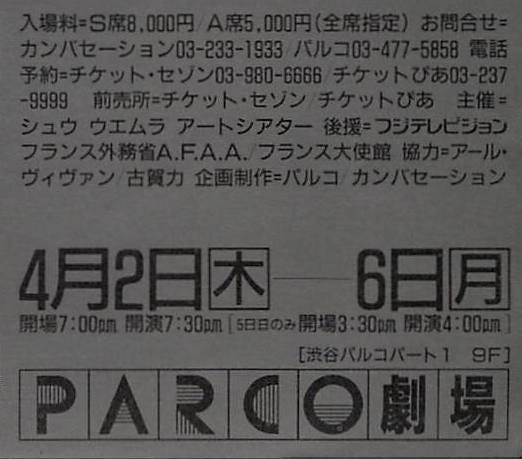 入場料=S席8,000円/A席5,000円(全席指定) お問合せ=
カンバセーション03-233-1933/パルコ03-477-5858 電話
予約=チケット・セゾン03-980-6666/チケットぴあ03-237
-9999 前売所=チケット・セゾン/チケットぴあ 主催=
シュウ ウエムラ アートシアター 後援=フジテレビジョン
フランス外務省A.F.A.A./フランス大使館 協力=アール・
ヴィヴァン/古賀力 企画制作=パルコ/カンバセーション
4月2日木――6日月
開場7:00pm 開演7:30pm[5日日のみ開場3:30pm 開演4:00pm]
[渋谷パルコパート1 9F]
PARCO劇場